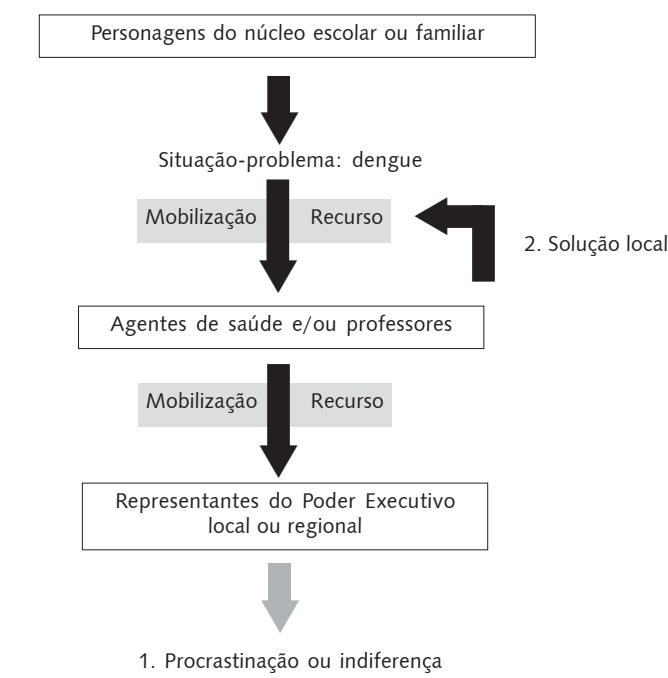 Personagens do núcleo escolar ou familiar
Situação-problema: dengue
Mobilização Recurso
2. Solução local
Agentes de saúde e/ou professores
Mobilização Recurso
Representantes do Poder Executivo
local ou regional
1. Procrastinação ou indiferença